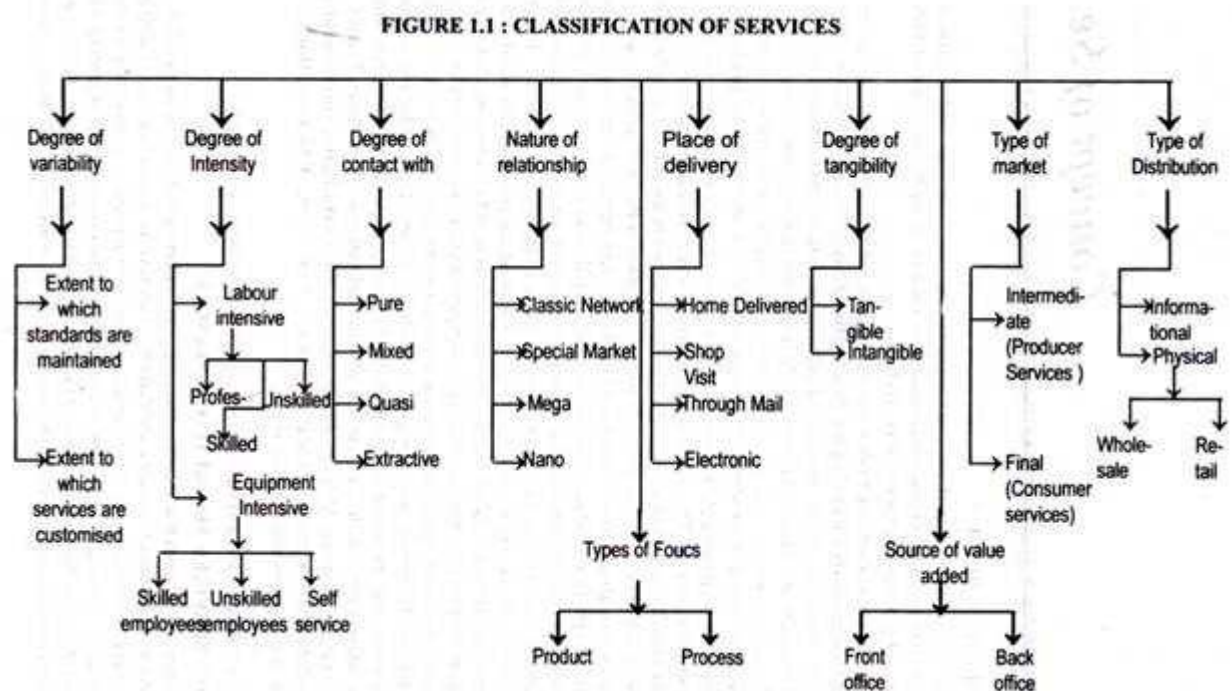 FIGURE 1.1 : CLASSIFICATION OF SERVICES
Degree of
variability
Extent to
which
standards are
maintained
Extent to
which
services are
customised
Degree of
Intensity
Labour
intensive
Profes-
Unskilled
Skilled
Equipment
Intensive
Skilled
employees
Unskilled
employees
Self
service
Degree of
contact with
Pure
Mixed
Quasi
Extractive
Nature of
relationship
Classic Network
Special Market
Mega
Nano
Types of Foucs
Product
Process
Place of
delivery
Home Delivered
Shop
Visit
Through Mail
Electronic
Degree of
tangibility
Tan-
gible
Intangible
Source of value
added
Front
office
Back
office
Type of
market
Intermedi-
ate
(Producer
Services )
Final
(Consumer
services)
Type of
Distribution
Informa-
tional
Physical
Whole-
sale
Re-
tail